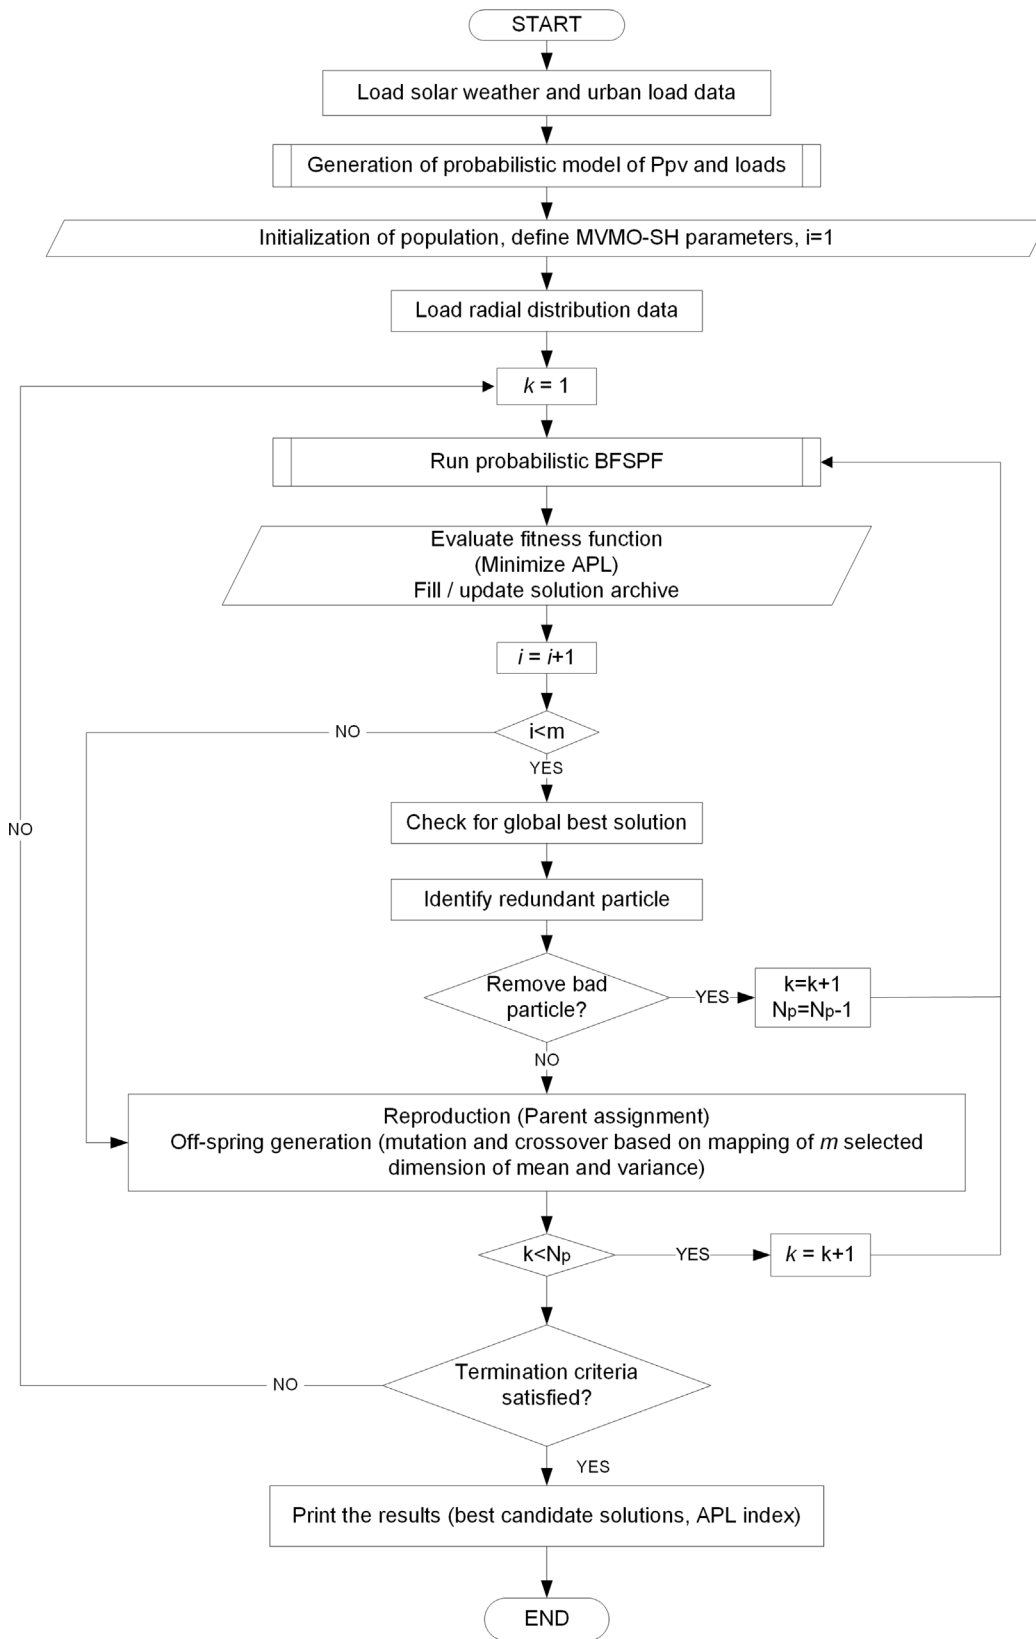 START
Load solar weather and urban load data
Generation of probabilistic model of Ppv and loads
Initialization of population, define MVMO-SH parameters, i=1
Load radial distribution data
k = 1
Run probabilistic BFSPF
Evaluate fitness function
(Minimize APL)
Fill / update solution archive
i = i+1
NO
i<m
YES
NO
Check for global best solution
Identify redundant particle
Remove bad
particle?
YES
k=k+1
Np=Np-1
NO
Reproduction (Parent assignment)
Off-spring generation (mutation and crossover based on mapping of m selected
dimension of mean and variance)
k<Np
YES
k = k+1
NO
Termination criteria
satisfied?
YES
Print the results (best candidate solutions, APL index)
END